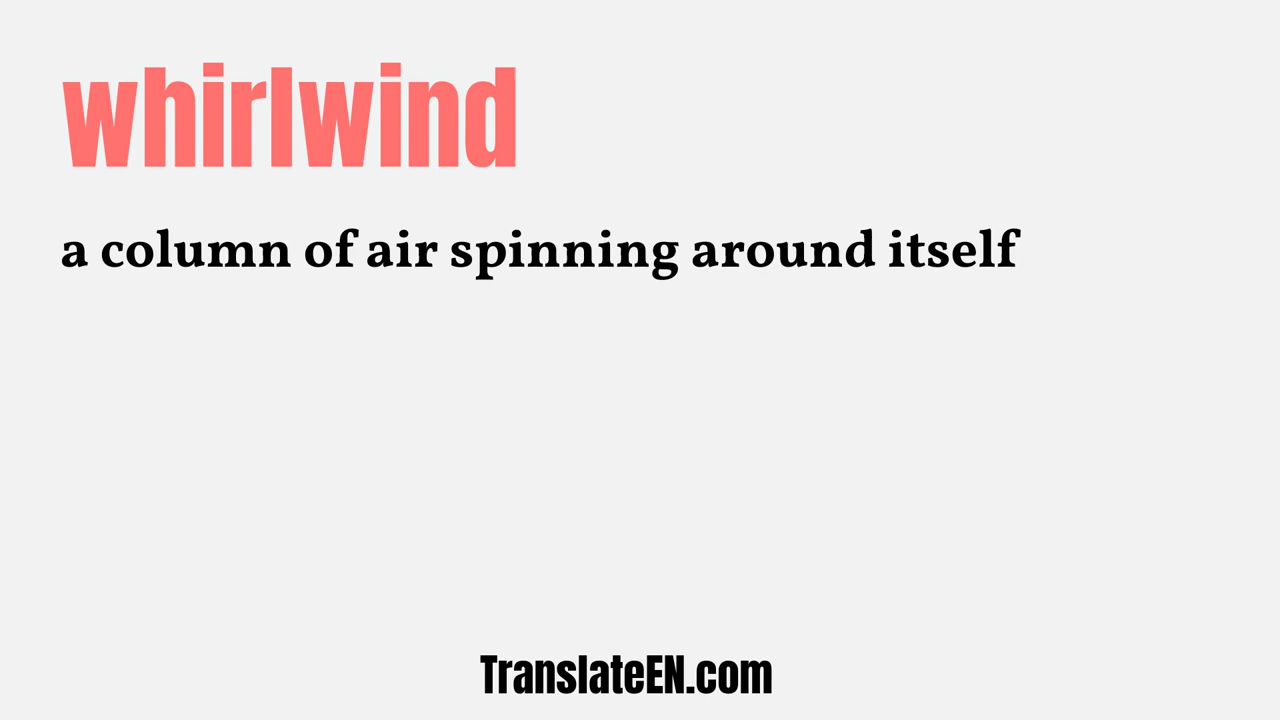 whirlwind
a column of air spinning around itself
TranslateEN.com